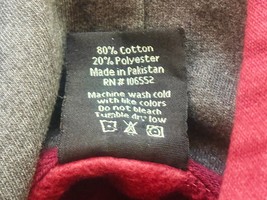 80% Cotton
20% Polyester
Made in Pakistan
RN# 106552
Machine wash cold
with like colors
Do not bleach
Tumble dry low